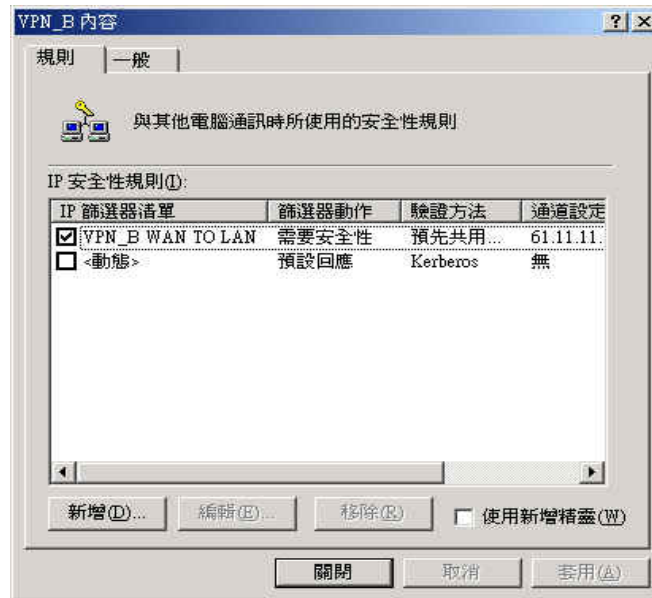 VPN_B 內容
規則
一般
與其他電腦通訊時所使用的安全性規則
IP 安全性規則(I):
IP 篩選器清單 篩選器動作 驗證方法 通道設定
VPN_B WAN TO LAN 需要安全性 預先共用... 61.11.11.
<動態> 預設回應 Kerberos 無
新增(D)... 編輯(E)... 移除(R) 使用新增精靈(W)
關閉 取消 套用(A)